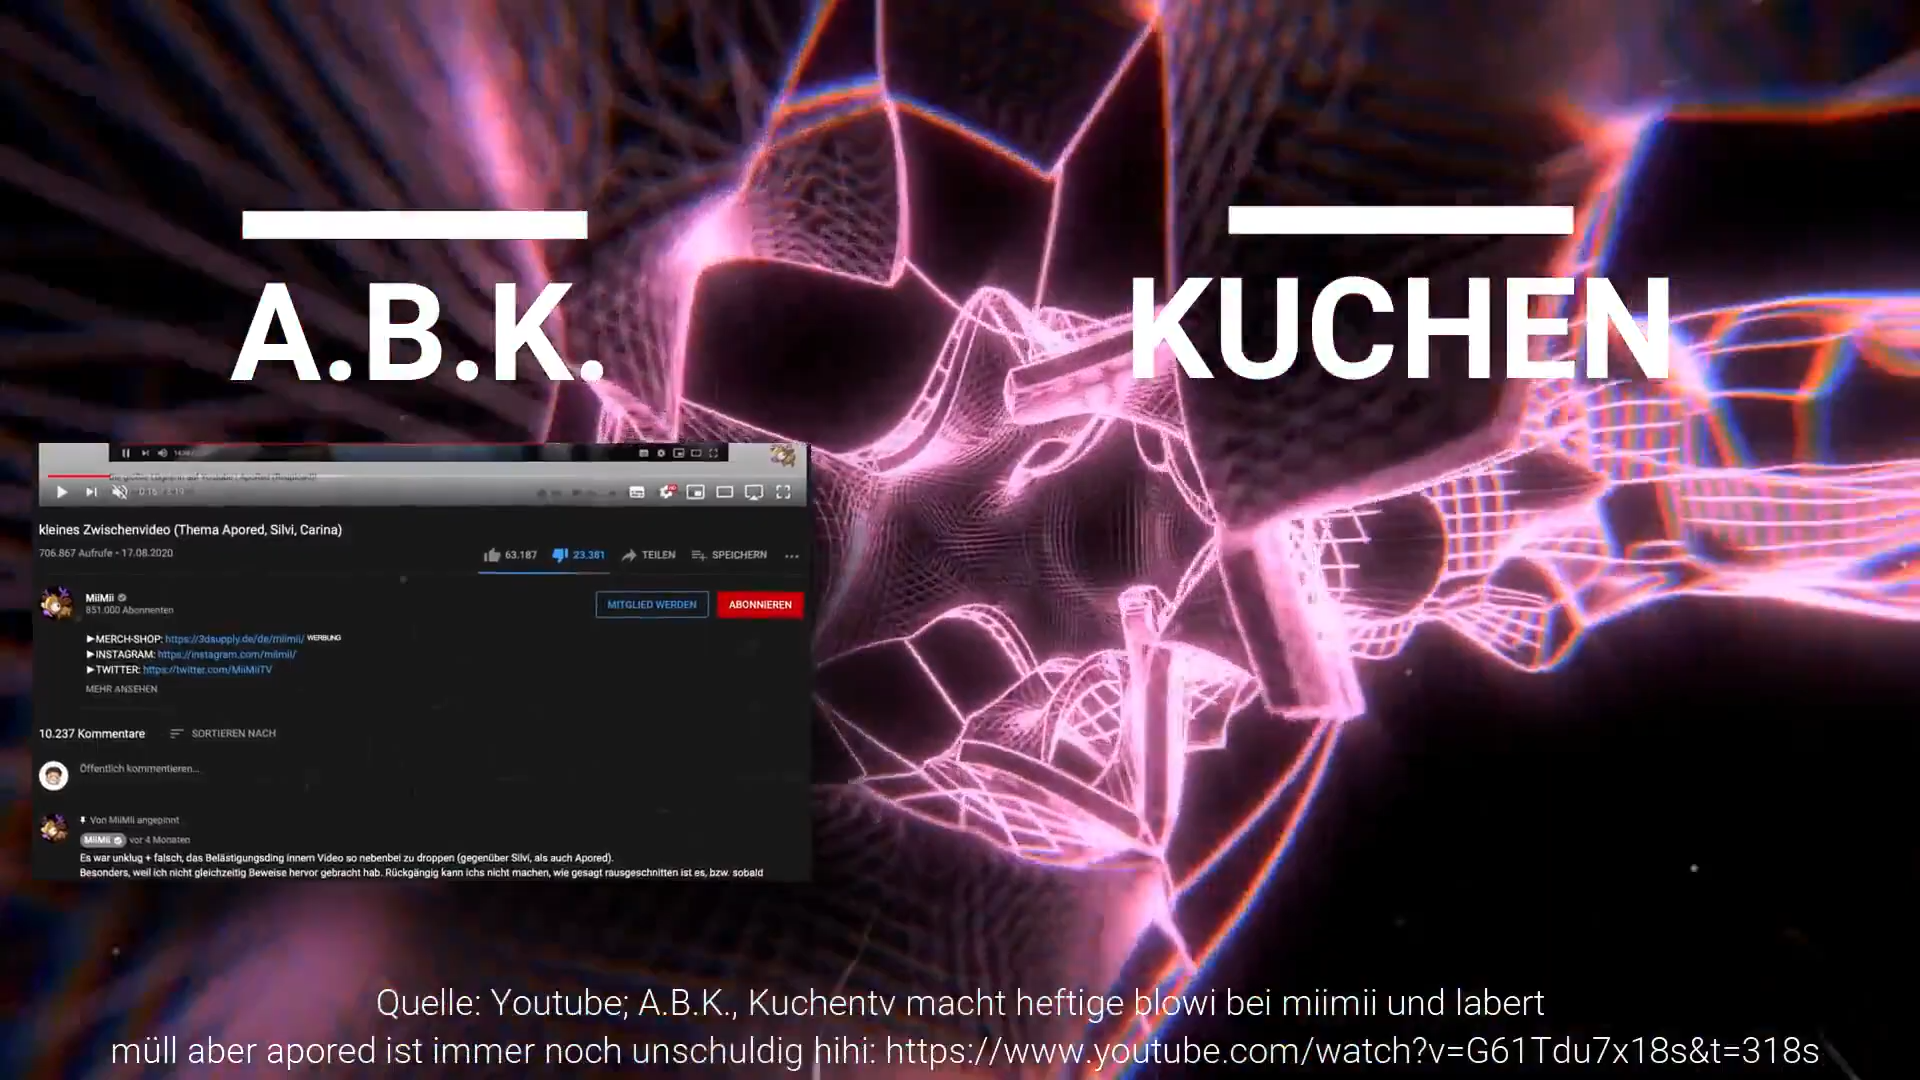 A.B.K.
KUCHEN
kleines Zwischenvideo (Thema Apored, Silvi, Carina)
706.867 Aufrufe • 17.08.2020
63.187 23.381 TEILEN SPEICHERN
MiiMii
851.000 Abonnenten
MITGLIED WERDEN ABONNIEREN
▶MERCH-SHOP: https://3dsupply.de/de/miimii/ WERBUNG
▶INSTAGRAM: https://instagram.com/miimii/
▶TWITTER: https://twitter.com/MiiMiiTV
MEHR ANSEHEN
10.237 Kommentare SORTIEREN NACH
Öffentlich kommentieren...
Von MiiMii angepinnt
MiiMii vor 4 Monaten
Es war unklug + falsch, das Belästigungsding innem Video so nebenbei zu droppen (gegenüber Silvi, als auch Apored).
Besonders, weil ich nicht gleichzeitig Beweise hervor gebracht hab. Rückgängig kann ichs nicht machen, wie gesagt rausgeschnitten ist es, bzw. sobald
Quelle: Youtube; A.B.K., Kuchentv macht heftige blowi bei miimii und labert
müll aber apored ist immer noch unschuldig hihi: https://www.youtube.com/watch?v=G61Tdu7x18s&t=318s